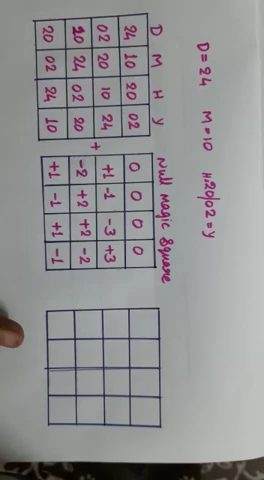 D = 24 M = 10 H=20/02 = Y
D M H Y
24 10 20 02
02 20 10 24
10 24 02 20
20 02 24 10
+
Null Magic Square
0 0 0 0
+1 -1 -3 +3
-2 +2 +2 -2
+1 -1 +1 -1